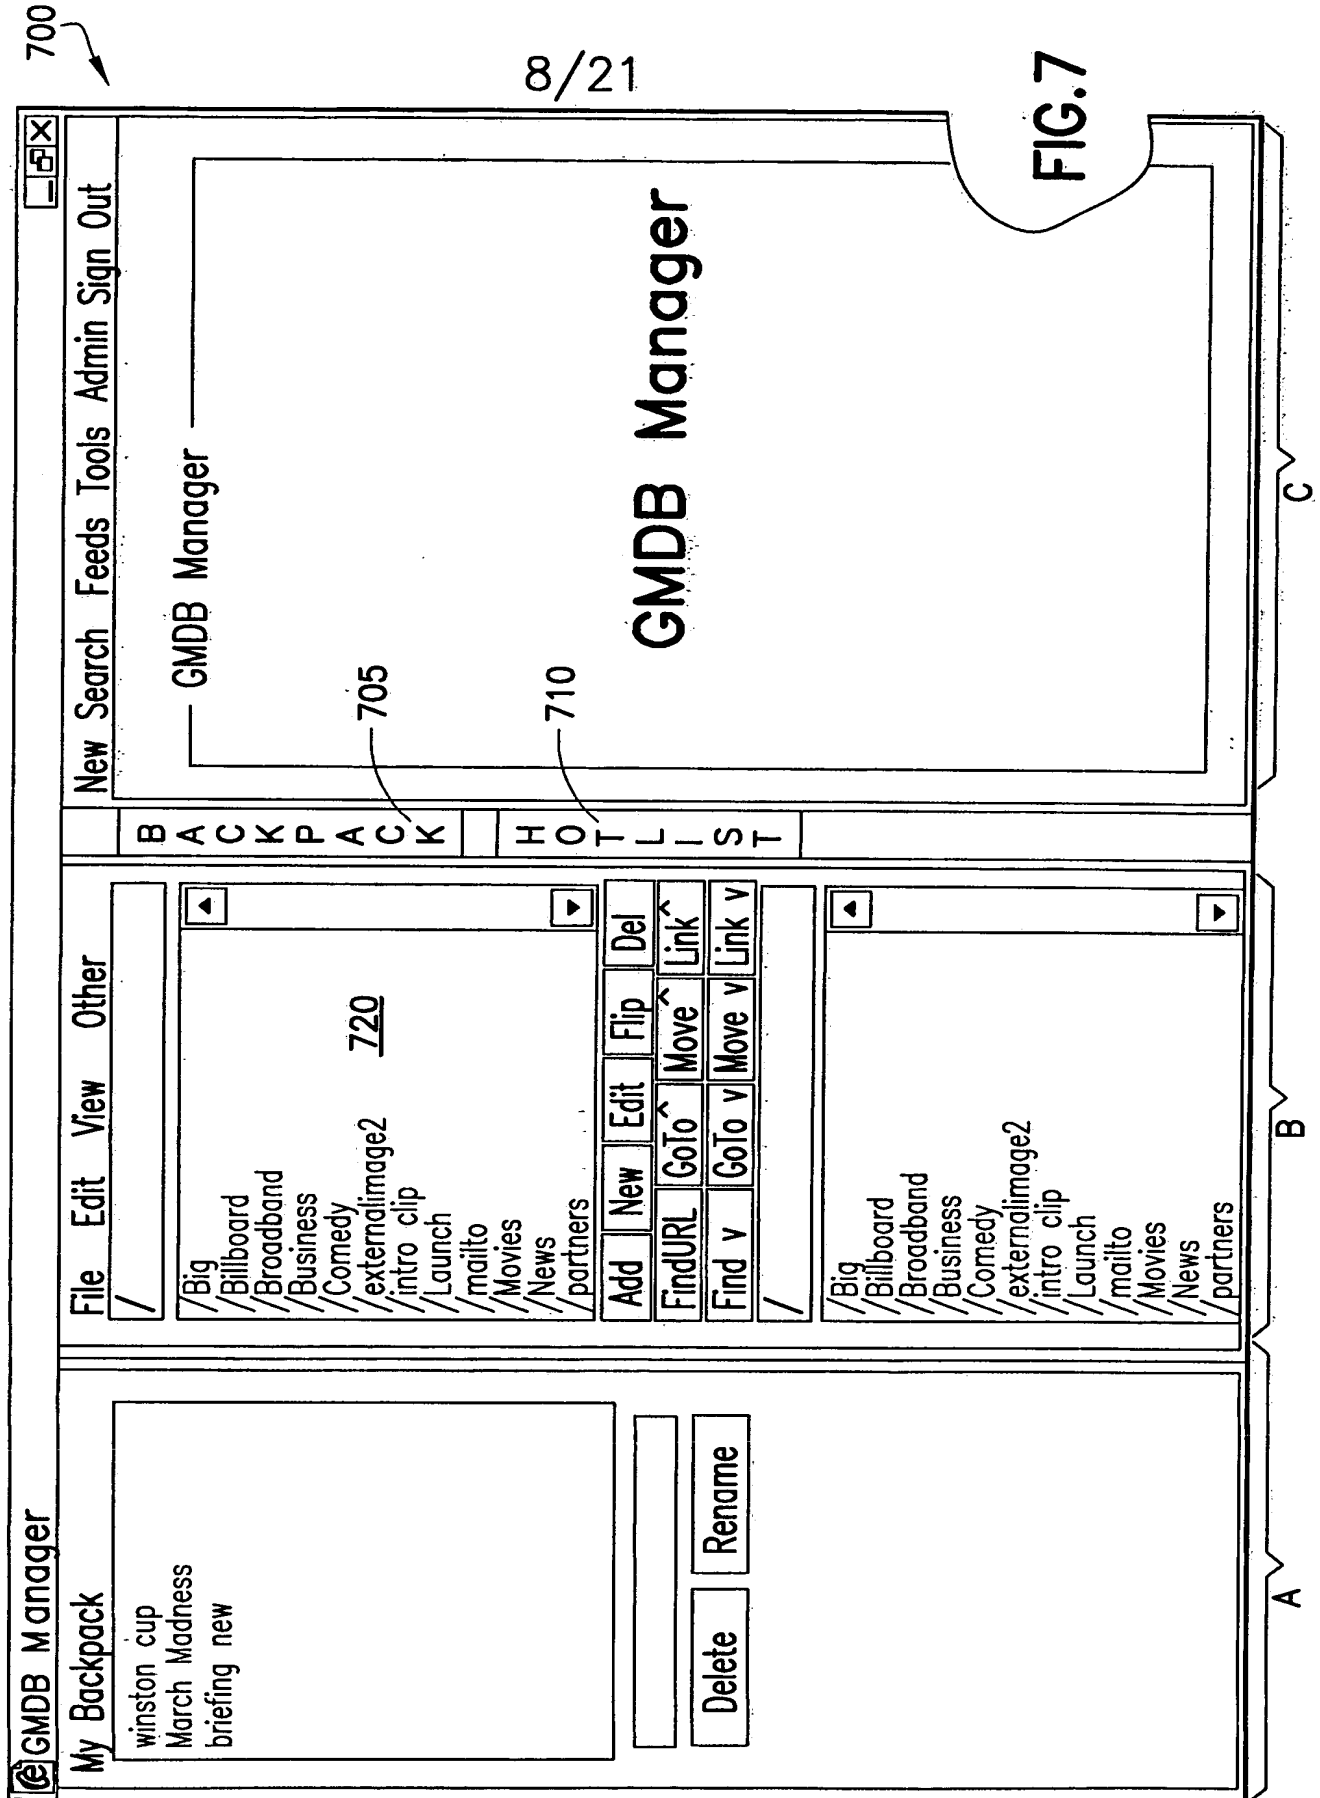 8/21
700
GMDB Manager
My Backpack
winston cup
March Madness
briefing new
Delete Rename
A
File Edit View Other
/
/Big
/Billboard
/Broadband
/Business
/Comedy
/externalimage2
/intro clip
/Launch
/mailto
/Movies
/News
/partners
720
Add New Edit Flip Del
FindURL GoTo ^ Move ^ Link ^
Find v GoTo v Move v Link v
/
/Big
/Billboard
/Broadband
/Business
/Comedy
/externalimage2
/intro clip
/Launch
/mailto
/Movies
/News
/partners
B
BACKPACK
HOTLIST
705
710
New Search Feeds Tools Admin Sign Out
GMDB Manager
GMDB Manager
C
FIG.7